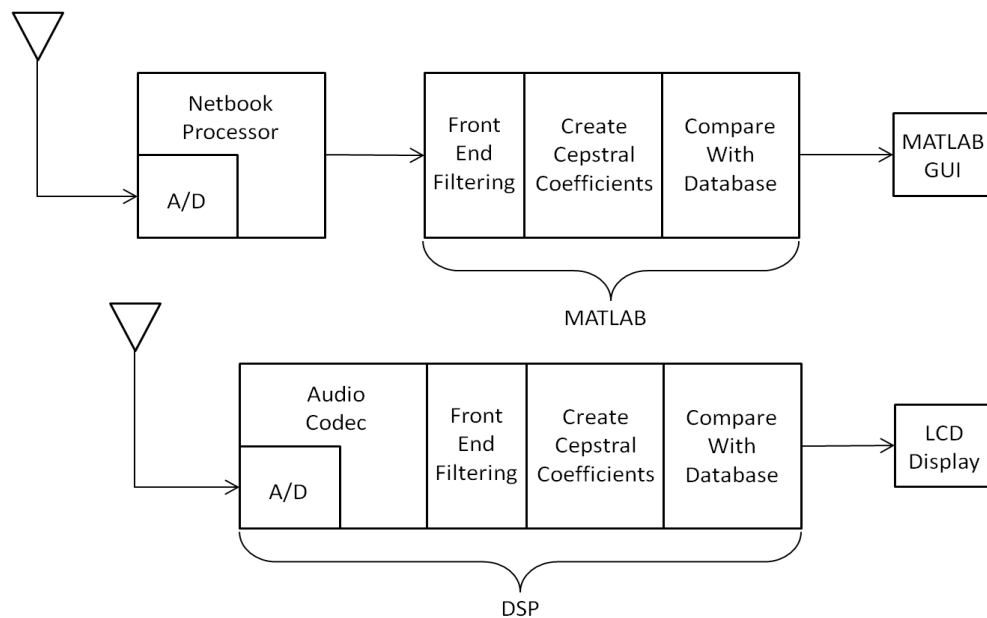 Netbook
Processor
A/D
Front
End
Filtering
Create
Cepstral
Coefficients
Compare
With
Database
MATLAB
GUI
MATLAB
Audio
Codec
A/D
Front
End
Filtering
Create
Cepstral
Coefficients
Compare
With
Database
LCD
Display
DSP